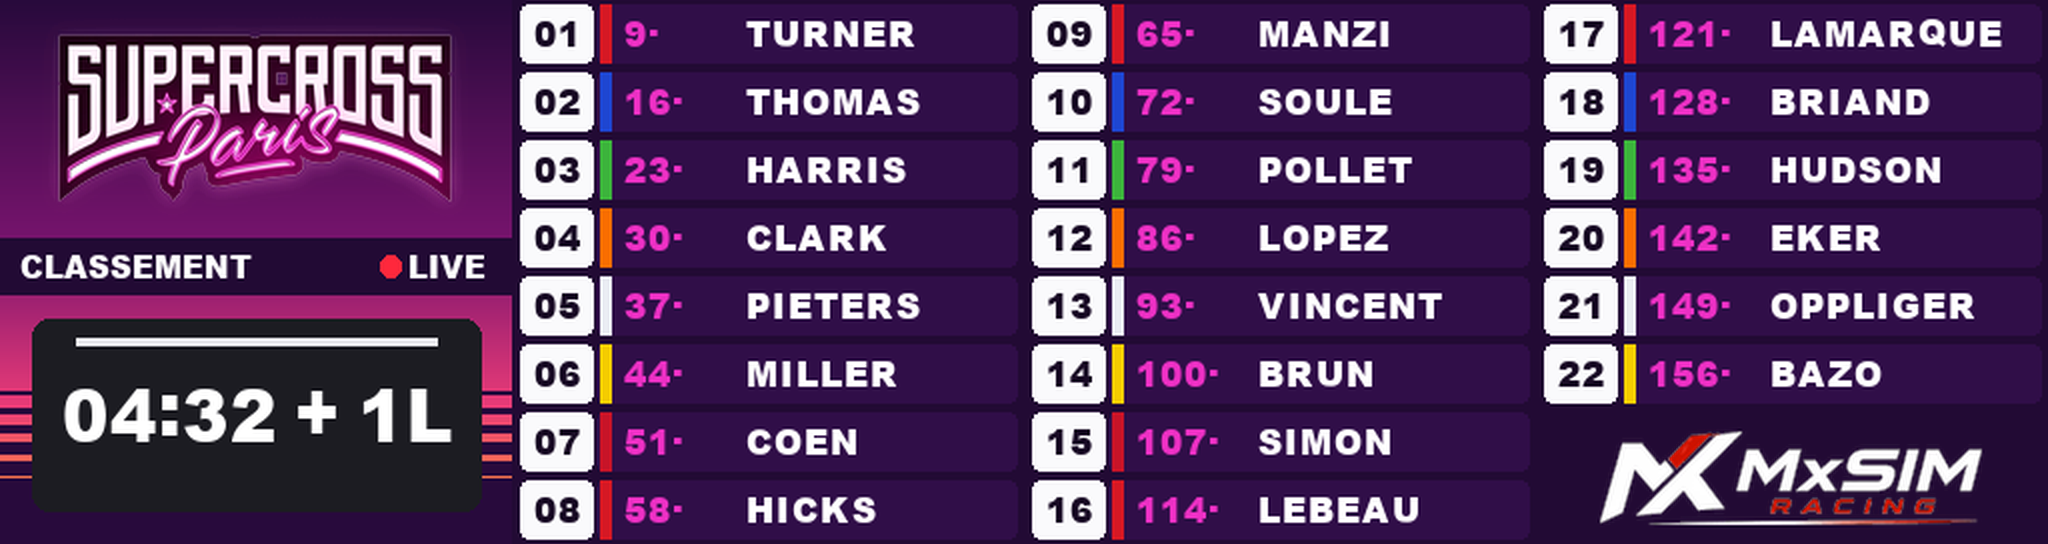 SUPERCROSS
Paris
CLASSEMENT LIVE
04:32 + 1L
01 9· TURNER
02 16· THOMAS
03 23· HARRIS
04 30· CLARK
05 37· PIETERS
06 44· MILLER
07 51· COEN
08 58· HICKS
09 65· MANZI
10 72· SOULE
11 79· POLLET
12 86· LOPEZ
13 93· VINCENT
14 100· BRUN
15 107· SIMON
16 114· LEBEAU
17 121· LAMARQUE
18 128· BRIAND
19 135· HUDSON
20 142· EKER
21 149· OPPLIGER
22 156· BAZO
MxSIM
RACING